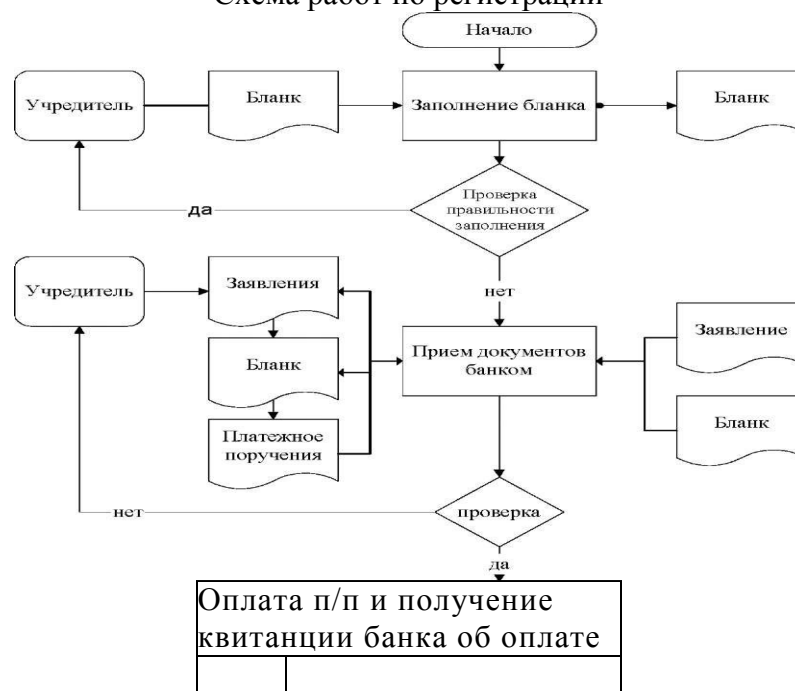 Схема работ по регистрации
Начало
Учредитель
Бланк
Заполнение бланка
Бланк
Проверка
правильности
заполнения
да
нет
Учредитель
Заявления
Бланк
Платежное
поручения
Прием документов
банком
Заявление
Бланк
нет
проверка
да
Оплата п/п и получение
квитанции банка об оплате